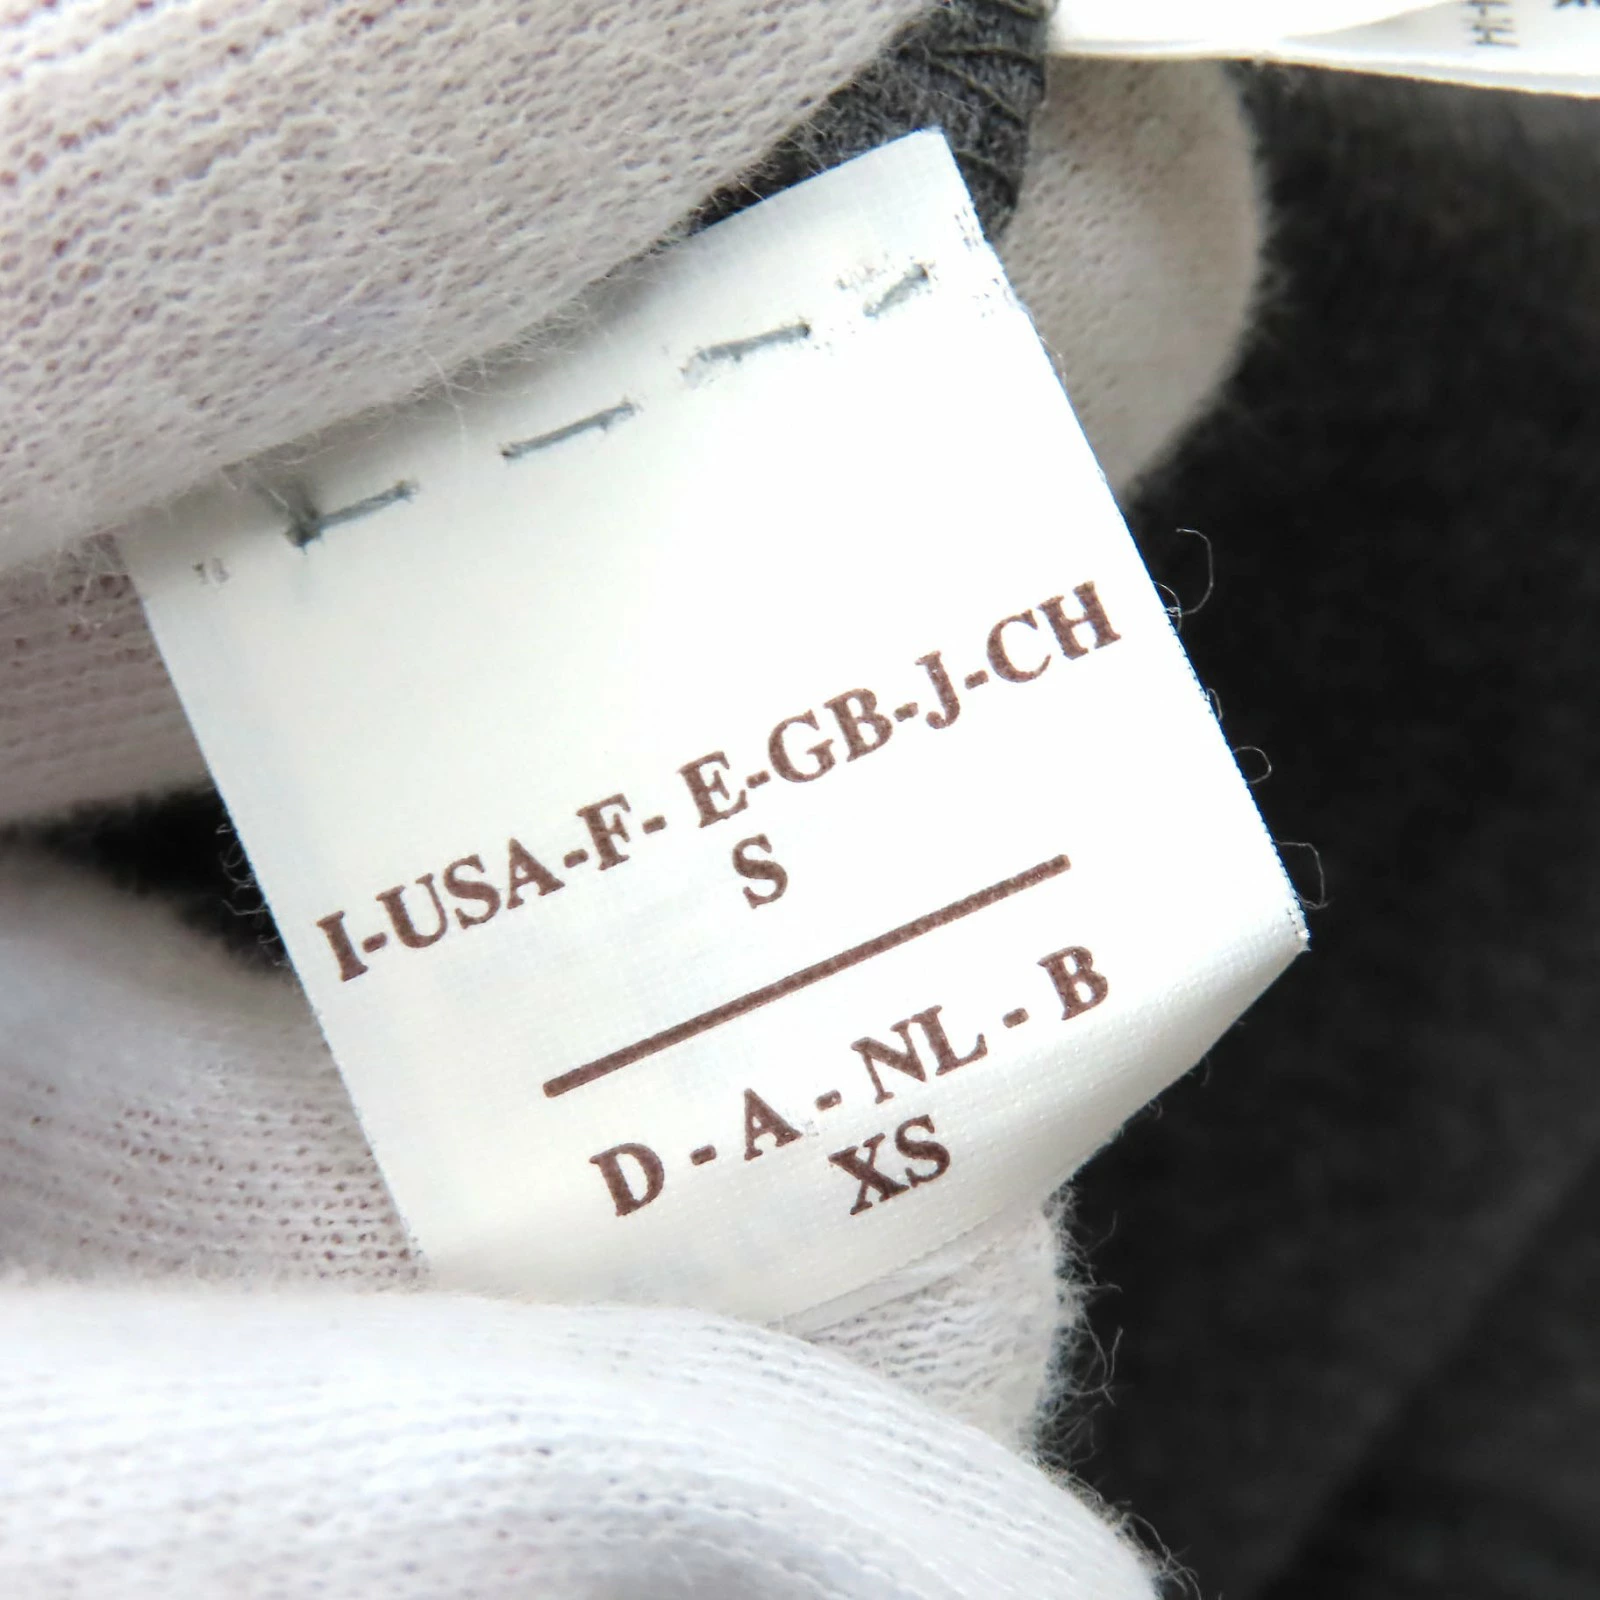 I-USA-F- E-GB-J-CH
S
D - A - NL - B
XS